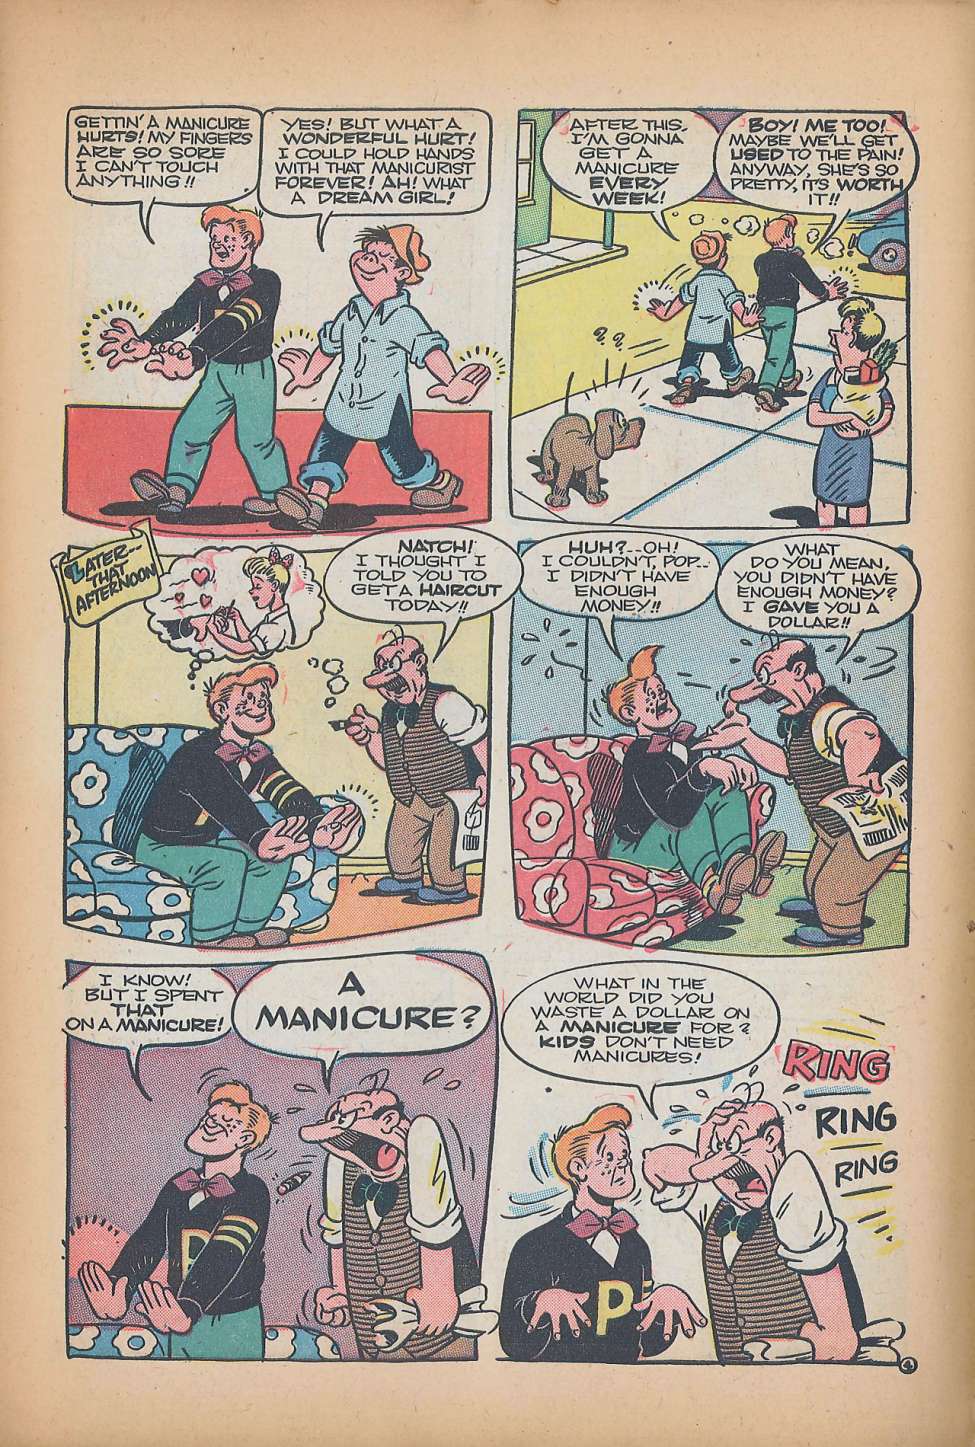 GETTIN' A MANICURE
HURTS! MY FINGERS
ARE SO SORE
I CAN'T TOUCH
ANYTHING!!
YES! BUT WHAT A
WONDERFUL HURT!
I COULD HOLD HANDS
WITH THAT MANICURIST
FOREVER! AH! WHAT
A DREAM GIRL!
AFTER THIS,
I'M GONNA
GET A
MANICURE
EVERY
WEEK!
BOY! ME TOO!
MAYBE WE'LL GET
USED TO THE PAIN!
ANYWAY, SHE'S SO
PRETTY, IT'S WORTH
IT!!
? ?
LATER--
THAT
AFTERNOON
NATCH!
I THOUGHT I
TOLD YOU TO
GET A HAIRCUT
TODAY!!
HUH?--OH!
I COULDN'T, POP--
I DIDN'T HAVE
ENOUGH
MONEY!!
WHAT
DO YOU MEAN,
YOU DIDN'T HAVE
ENOUGH MONEY?
I GAVE YOU A
DOLLAR!!
I KNOW!
BUT I SPENT
THAT
ON A MANICURE!
A
MANICURE?
WHAT IN THE
WORLD DID YOU
WASTE A DOLLAR ON
A MANICURE FOR?
KIDS DON'T NEED
MANICURES!
RING
RING
RING
P
4